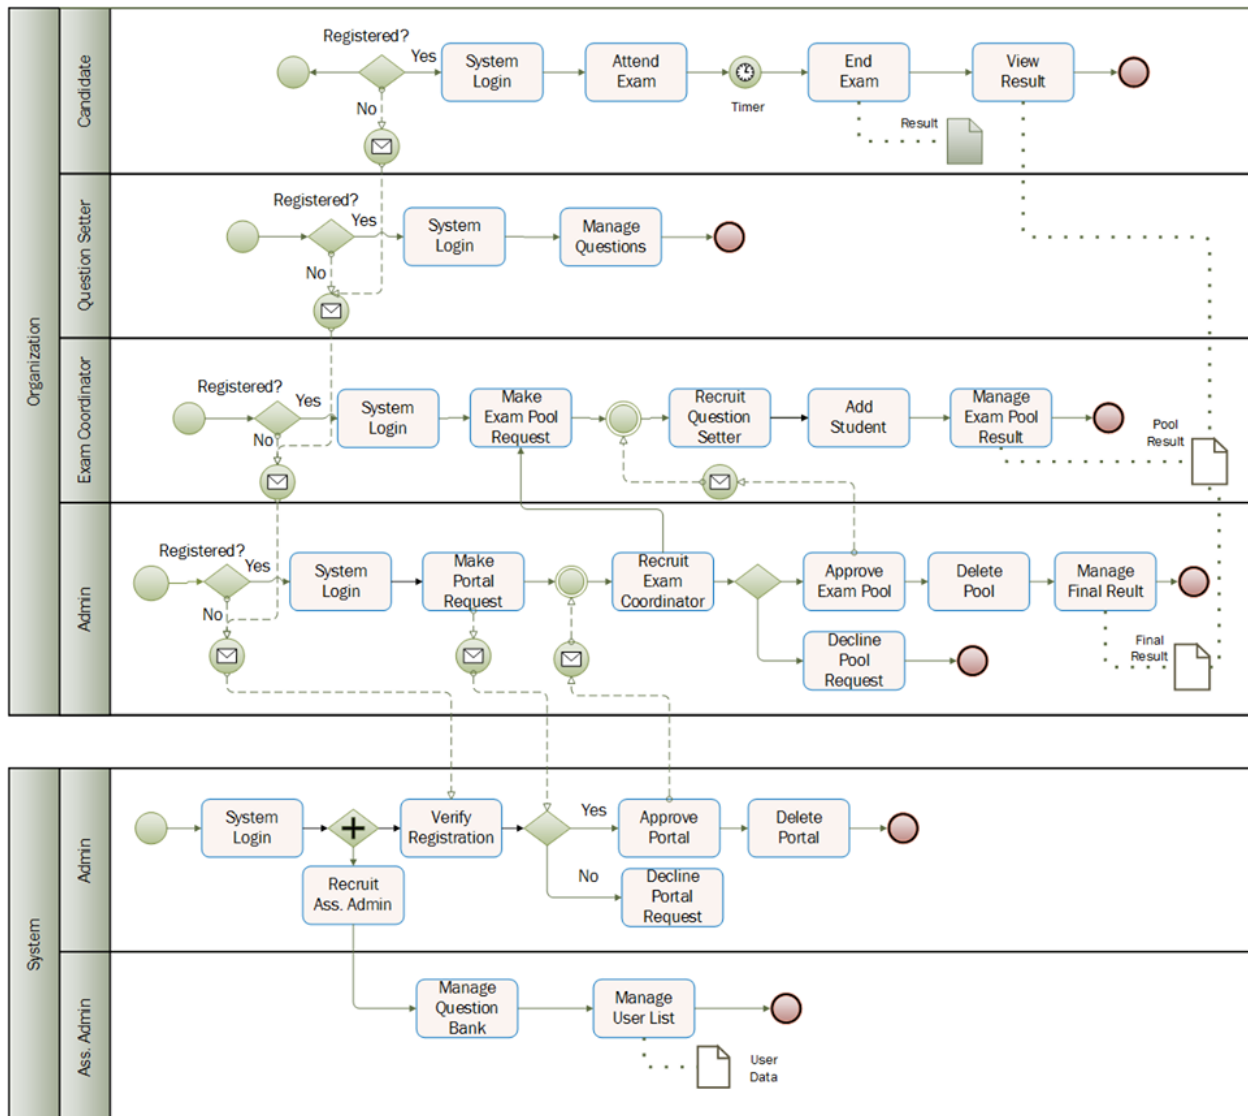 Organization
Candidate
Registered?
Yes
No
System
Login
Attend
Exam
Timer
End
Exam
View
Result
Result
Question Setter
Registered?
Yes
No
System
Login
Manage
Questions
Exam Coordinator
Registered?
Yes
No
System
Login
Make
Exam Pool
Request
Recruit
Question
Setter
Add
Student
Manage
Exam Pool
Result
Pool
Result
Admin
Registered?
Yes
No
System
Login
Make
Portal
Request
Recruit
Exam
Coordinator
Approve
Exam Pool
Delete
Pool
Manage
Final Reult
Decline
Pool
Request
Final
Result
System
Admin
System
Login
Verify
Registration
Yes
Approve
Portal
Delete
Portal
Recruit
Ass. Admin
No
Decline
Portal
Request
Ass. Admin
Manage
Question
Bank
Manage
User List
User
Data